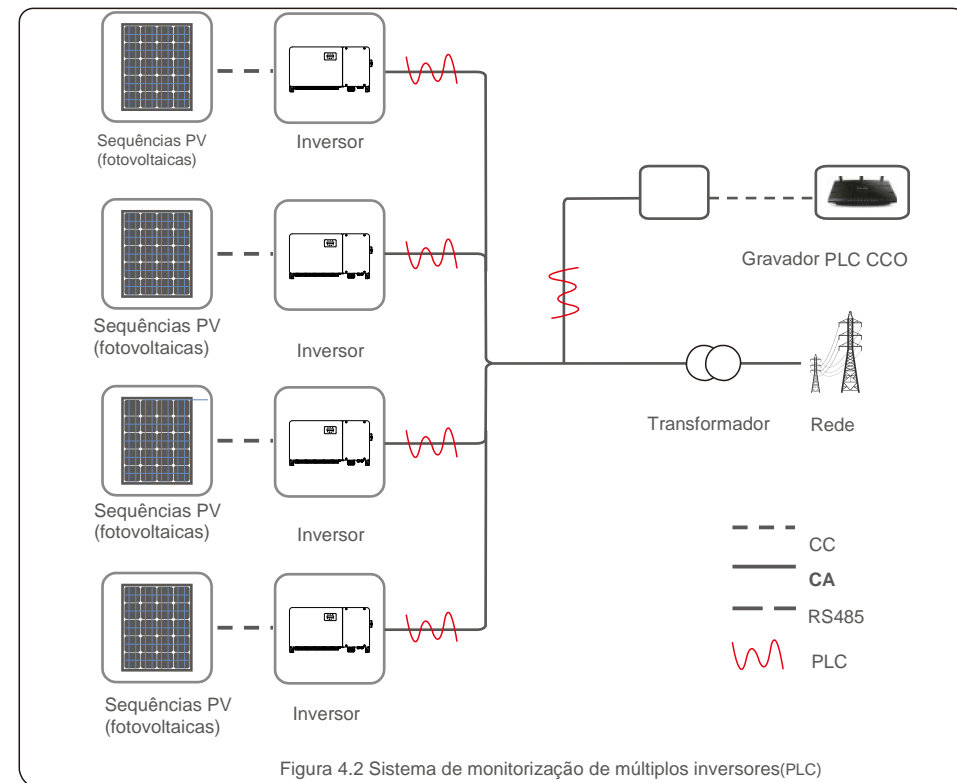 Sequências PV
(fotovoltaicas)
Inversor
Gravador PLC CCO
Sequências PV
(fotovoltaicas)
Inversor
Transformador
Rede
Sequências PV
(fotovoltaicas)
Inversor
CC
CA
RS485
PLC
Sequências PV
(fotovoltaicas)
Inversor
Figura 4.2 Sistema de monitorização de múltiplos inversores(PLC)